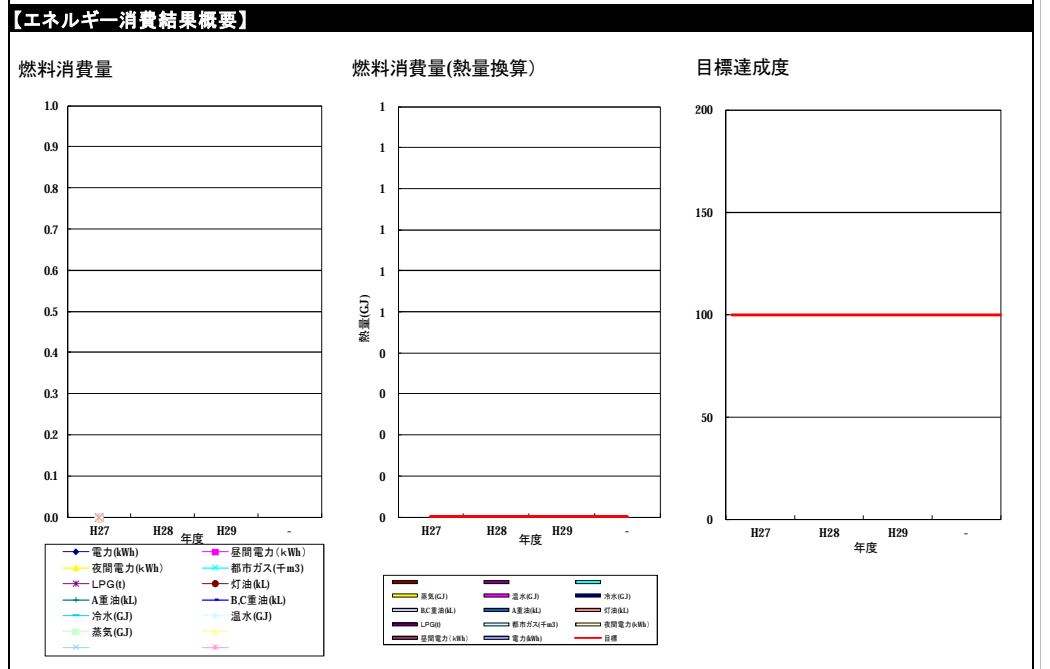 【エネルギー消費結果概要】
燃料消費量
1.0
0.9
0.8
0.7
0.6
0.5
0.4
0.3
0.2
0.1
0.0
H27 H28 H29 -
年度
電力(kWh) 昼間電力(kWh)
夜間電力(kWh) 都市ガス(千m3)
LPG(t) 灯油(kL)
A重油(kL) B,C重油(kL)
冷水(GJ) 温水(GJ)
蒸気(GJ)
燃料消費量(熱量換算)
1
1
1
1
1
1
0
0
0
0
0
熱量(GJ)
H27 H28 H29 -
年度
蒸気(GJ) 温水(GJ) 冷水(GJ)
B,C重油(kL) A重油(kL) 灯油(kL)
LPG(t) 都市ガス(千m3) 夜間電力(kWh)
昼間電力(kWh) 電力(kWh) 目標
目標達成度
200
150
100
50
0
H27 H28 H29 -
年度